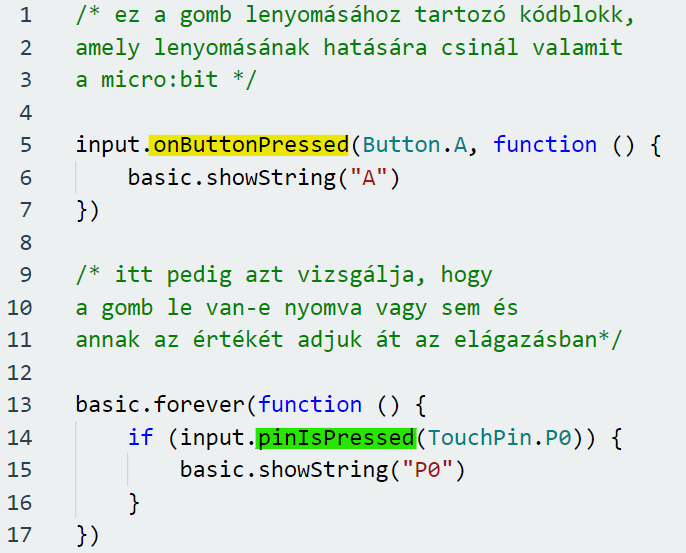 1 /* ez a gomb lenyomásához tartozó kódblokk,
2 amely lenyomásának hatására csinál valamit
3 a micro:bit */
4
5 input.onButtonPressed(Button.A, function () {
6     basic.showString("A")
7 })
8
9 /* itt pedig azt vizsgálja, hogy
10 a gomb le van-e nyomva vagy sem és
11 annak az értékét adjuk át az elágazásban*/
12
13 basic.forever(function () {
14     if (input.pinIsPressed(TouchPin.P0)) {
15         basic.showString("P0")
16     }
17 })